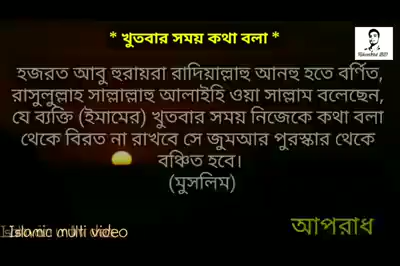 * খুতবার সময় কথা বলা *
হজরত আবু হুরায়রা রাদিয়াল্লাহু আনহু হতে বর্ণিত,
রাসুলুল্লাহ সাল্লাল্লাহু আলাইহি ওয়া সাল্লাম বলেছেন,
যে ব্যক্তি (ইমামের) খুতবার সময় নিজেকে কথা বলা
থেকে বিরত না রাখবে সে জুমআর পুরস্কার থেকে
বঞ্চিত হবে।
(মুসলিম)
আপরাধ
Islamic multi video